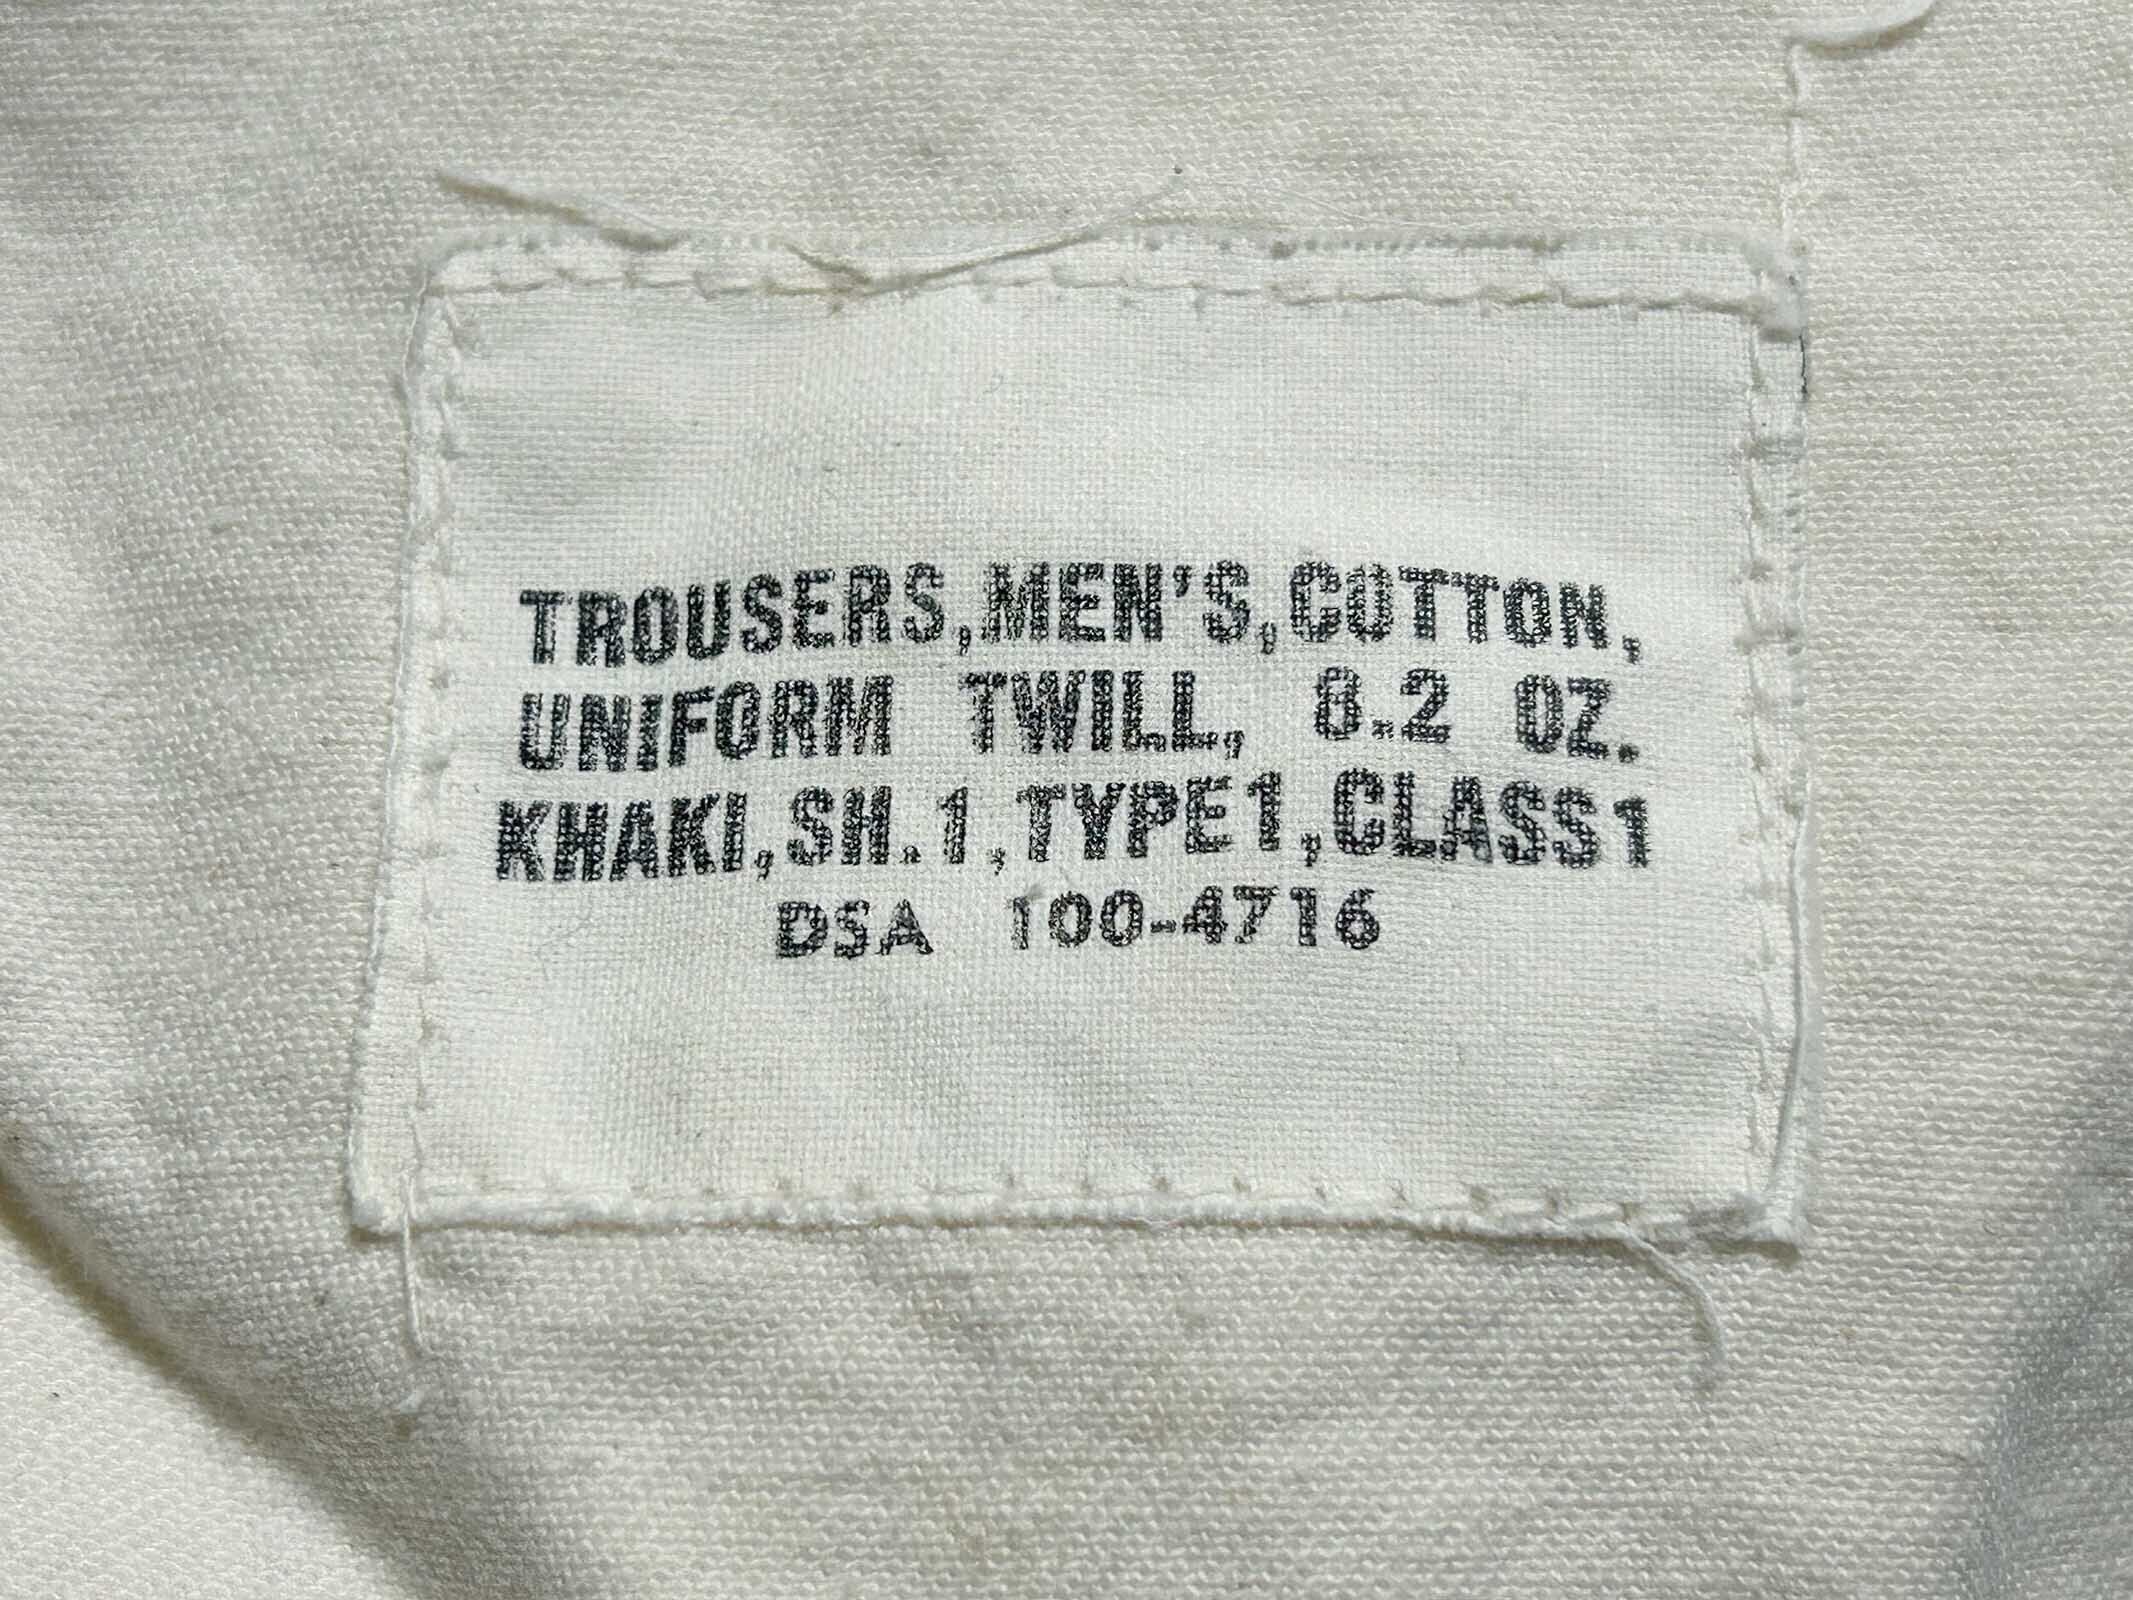 TROUSERS,MEN'S,COTTON,
UNIFORM TWILL, 8.2 OZ.
KHAKI,SH.1,TYPE1,CLASS1
DSA 100-4716